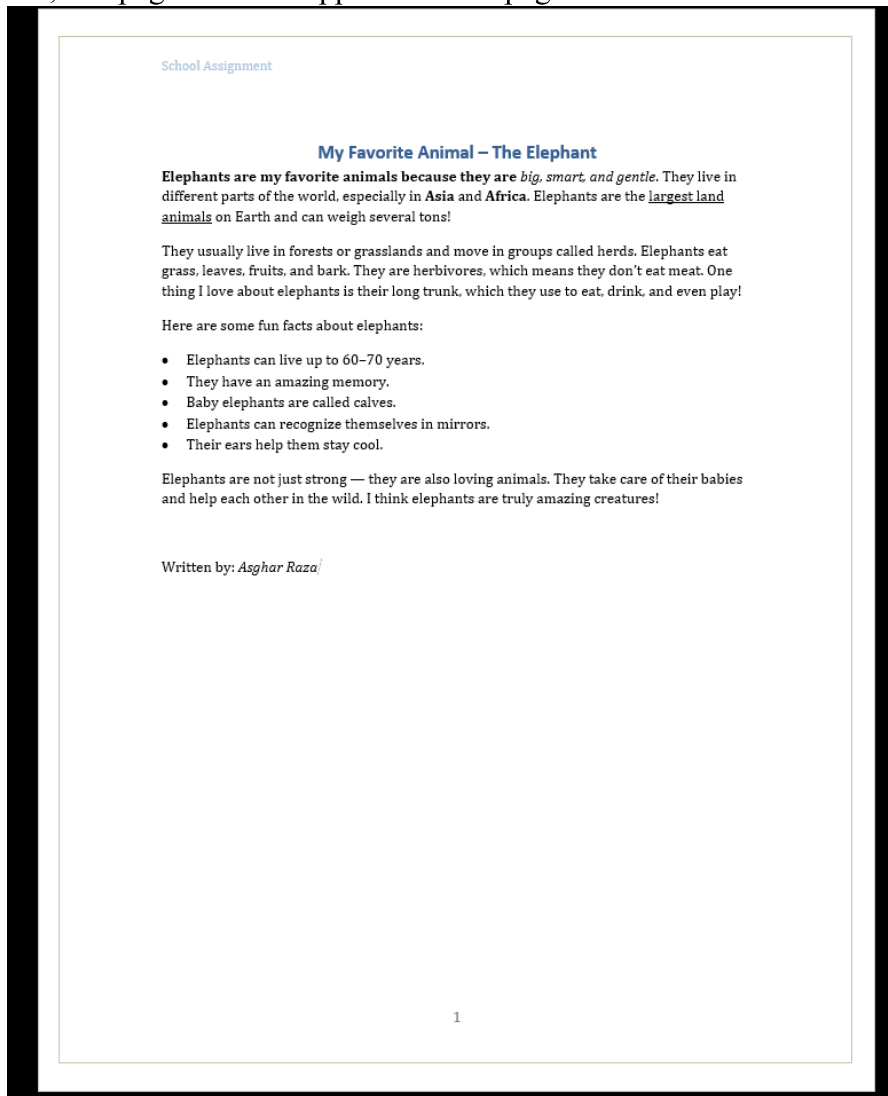 School Assignment
My Favorite Animal – The Elephant
Elephants are my favorite animals because they are big, smart, and gentle. They live in
different parts of the world, especially in Asia and Africa. Elephants are the largest land
animals on Earth and can weigh several tons!
They usually live in forests or grasslands and move in groups called herds. Elephants eat
grass, leaves, fruits, and bark. They are herbivores, which means they don't eat meat. One
thing I love about elephants is their long trunk, which they use to eat, drink, and even play!
Here are some fun facts about elephants:
• Elephants can live up to 60–70 years.
• They have an amazing memory.
• Baby elephants are called calves.
• Elephants can recognize themselves in mirrors.
• Their ears help them stay cool.
Elephants are not just strong — they are also loving animals. They take care of their babies
and help each other in the wild. I think elephants are truly amazing creatures!
Written by: Asghar Raza
1